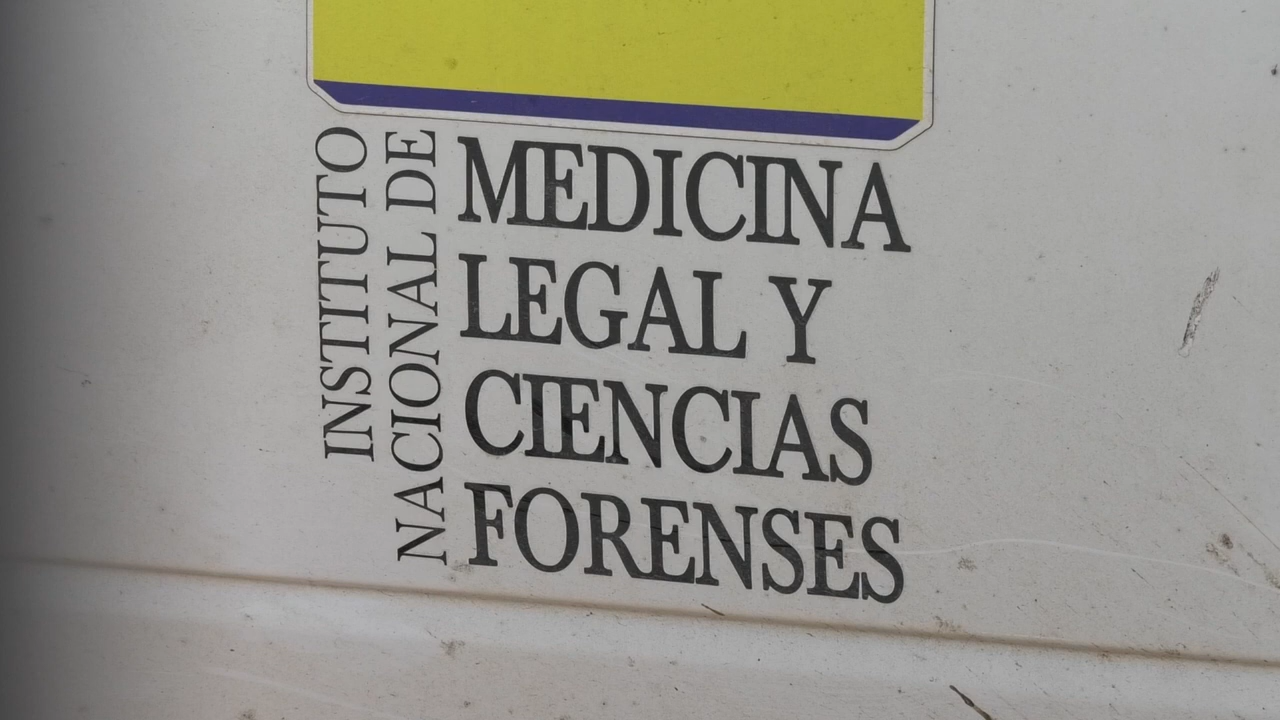 INSTITUTO
NACIONAL DE
MEDICINA
LEGAL Y
CIENCIAS
FORENSES